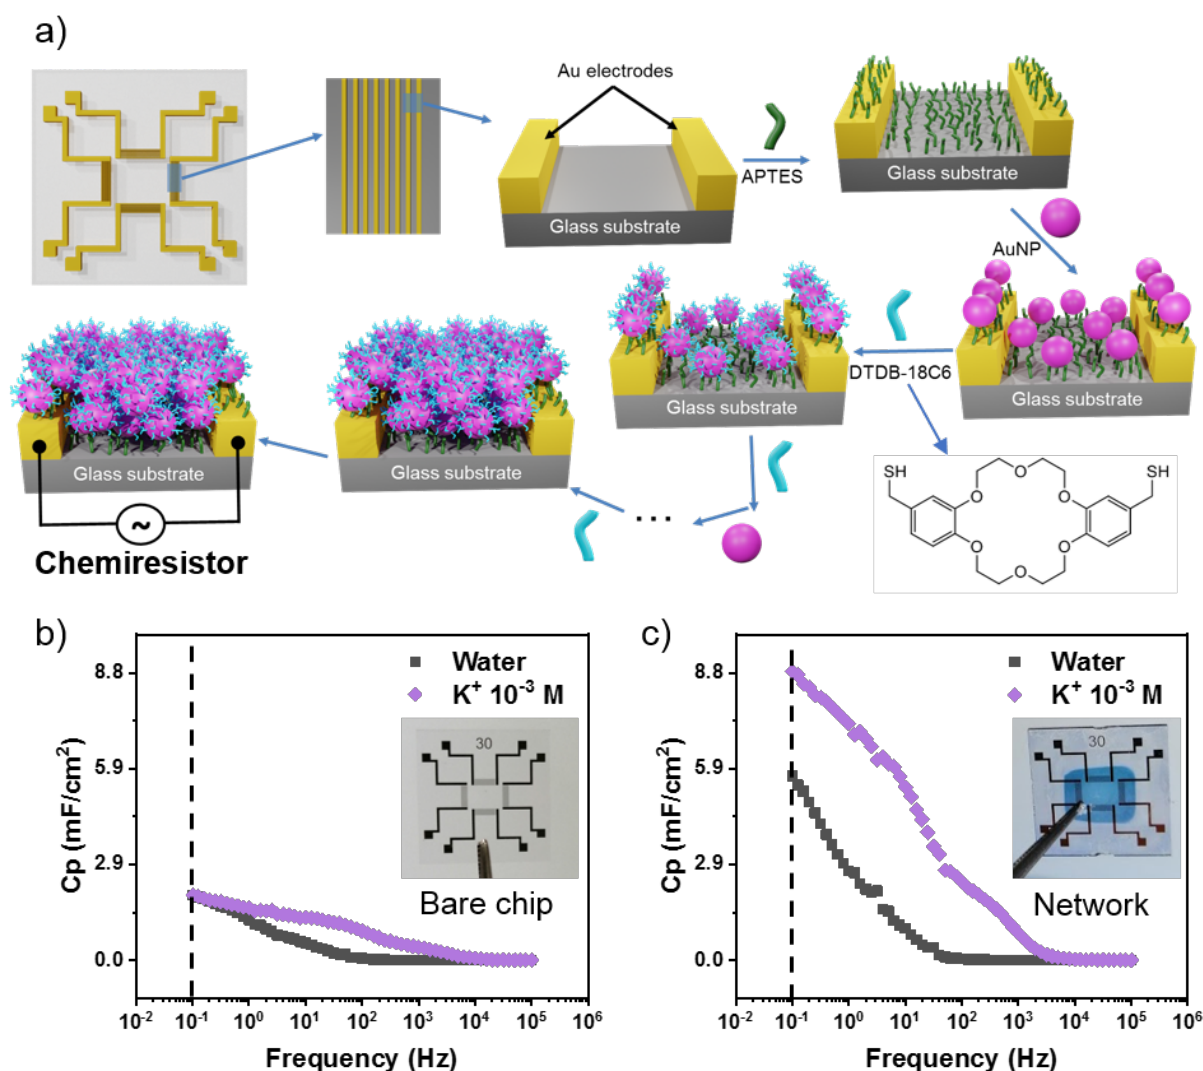 a)
Au electrodes
Glass substrate
APTES
Glass substrate
AuNP
Glass substrate
DTDB-18C6
Glass substrate
Glass substrate
Glass substrate
~
Chemiresistor
...
SH
SH
O
O
O
O
O
O
b)
Cp (mF/cm²)
8.8
5.9
2.9
0.0
Water
K⁺ 10⁻³ M
30
Bare chip
10⁻² 10⁻¹ 10⁰ 10¹ 10² 10³ 10⁴ 10⁵ 10⁶
Frequency (Hz)
c)
Cp (mF/cm²)
8.8
5.9
2.9
0.0
Water
K⁺ 10⁻³ M
30
Network
10⁻² 10⁻¹ 10⁰ 10¹ 10² 10³ 10⁴ 10⁵ 10⁶
Frequency (Hz)